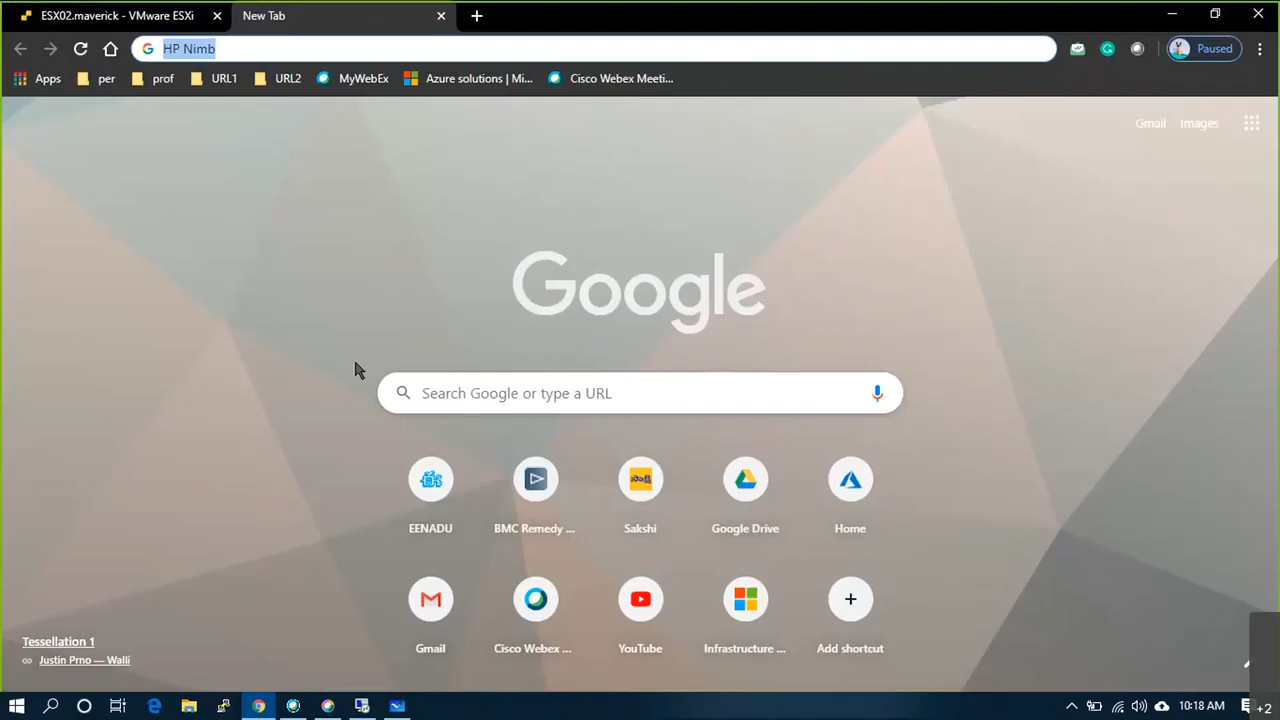 ESX02.maverick - VMware ESXi
New Tab
HP Nimb
Paused
Apps
per
prof
URL1
URL2
MyWebEx
Azure solutions | Mi...
Cisco Webex Meeti...
Gmail
Images
Google
Search Google or type a URL
EENADU
BMC Remedy ...
Sakshi
Google Drive
Home
Gmail
Cisco Webex ...
YouTube
Infrastructure ...
Add shortcut
Tessellation 1
Justin Prno — Walli
10:18 AM
+2